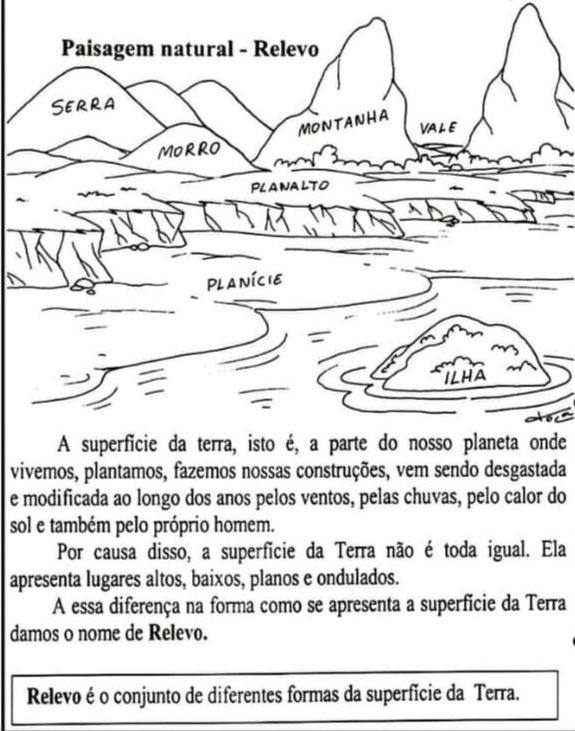 Paisagem natural - Relevo
SERRA
MORRO
MONTANHA
VALE
PLANALTO
PLANÍCIE
ILHA
A superfície da terra, isto é, a parte do nosso planeta onde
vivemos, plantamos, fazemos nossas construções, vem sendo desgastada
e modificada ao longo dos anos pelos ventos, pelas chuvas, pelo calor do
sol e também pelo próprio homem.
Por causa disso, a superfície da Terra não é toda igual. Ela
apresenta lugares altos, baixos, planos e ondulados.
A essa diferença na forma como se apresenta a superfície da Terra
damos o nome de Relevo.
Relevo é o conjunto de diferentes formas da superfície da Terra.